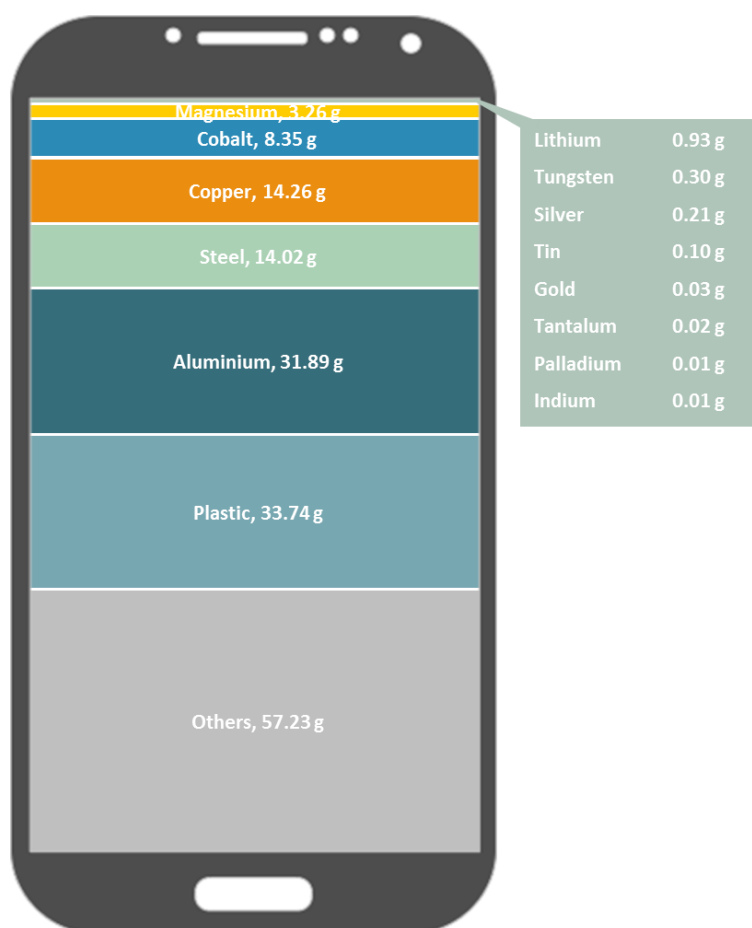 Magnesium, 3.26 g
Cobalt, 8.35 g
Copper, 14.26 g
Steel, 14.02 g
Aluminium, 31.89 g
Plastic, 33.74 g
Others, 57.23 g
Lithium 0.93 g
Tungsten 0.30 g
Silver 0.21 g
Tin 0.10 g
Gold 0.03 g
Tantalum 0.02 g
Palladium 0.01 g
Indium 0.01 g